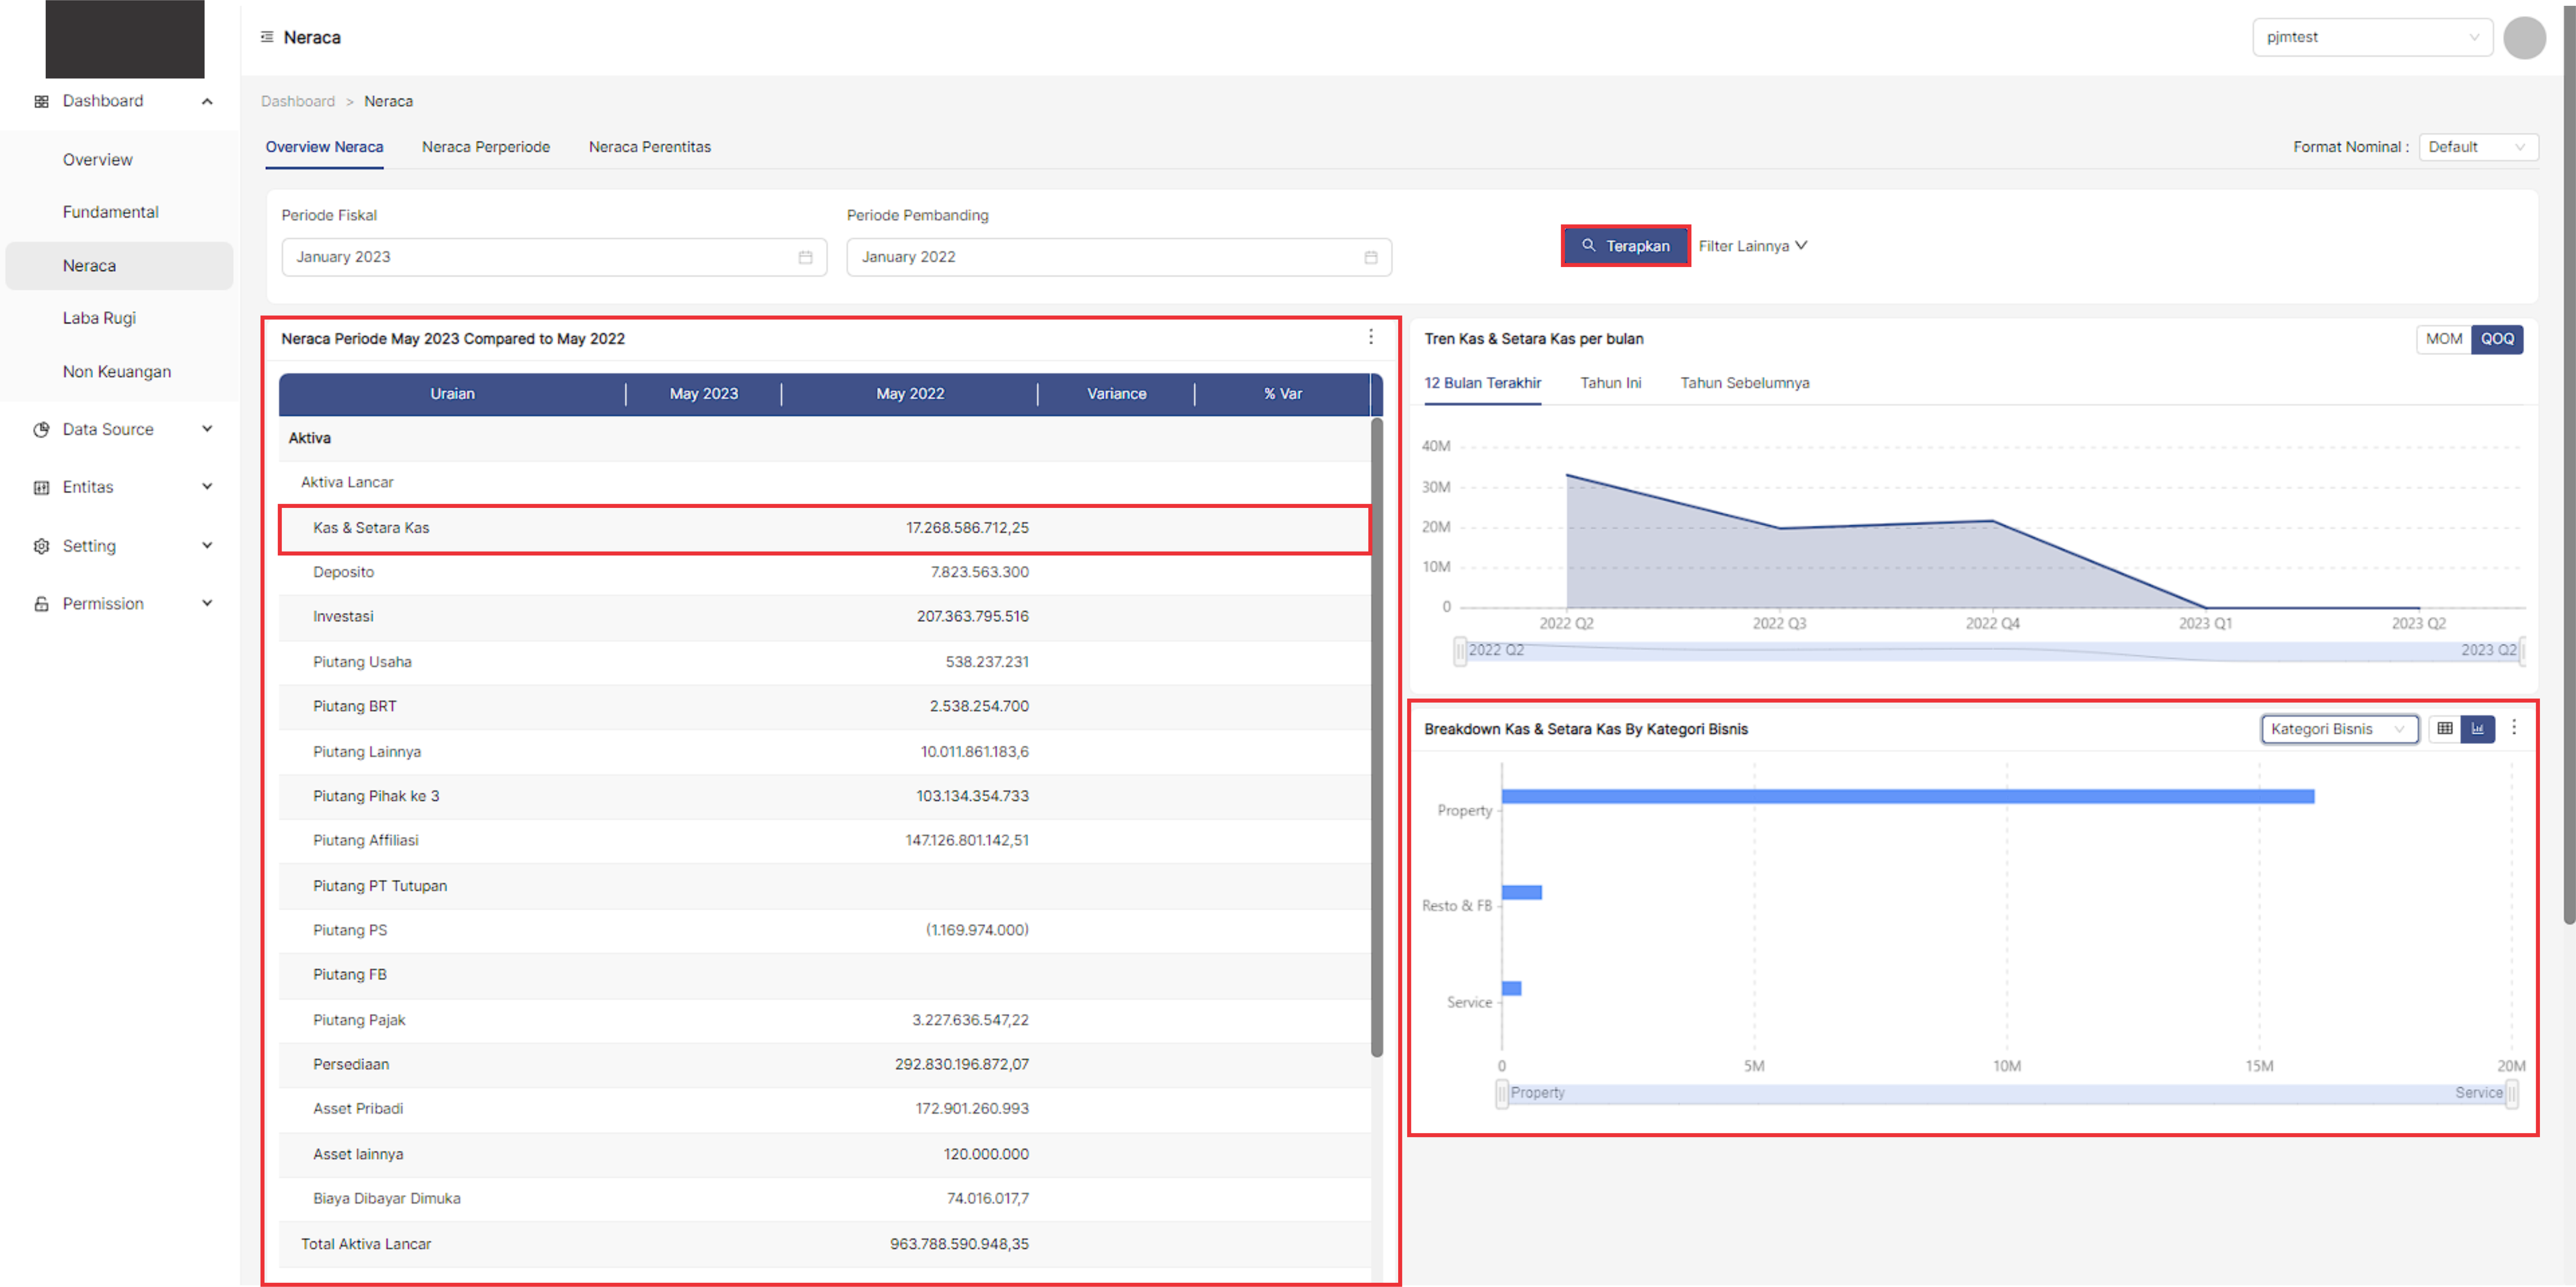 Neraca
pjmtest
Dashboard
Overview
Fundamental
Neraca
Laba Rugi
Non Keuangan
Data Source
Entitas
Setting
Permission
Dashboard > Neraca
Overview Neraca Neraca Perperiode Neraca Perentitas
Format Nominal : Default
Periode Fiskal
January 2023
Periode Pembanding
January 2022
Terapkan Filter Lainnya
Neraca Periode May 2023 Compared to May 2022
Uraian May 2023 May 2022 Variance % Var
Aktiva
Aktiva Lancar
Kas & Setara Kas 17.268.586.712,25
Deposito 7.823.563.300
Investasi 207.363.795.516
Piutang Usaha 538.237.231
Piutang BRT 2.538.254.700
Piutang Lainnya 10.011.861.183,6
Piutang Pihak ke 3 103.134.354.733
Piutang Affiliasi 147.126.801.142,51
Piutang PT Tutupan
Piutang PS (1.169.974.000)
Piutang FB
Piutang Pajak 3.227.636.547,22
Persediaan 292.830.196.872,07
Asset Pribadi 172.901.260.993
Asset lainnya 120.000.000
Biaya Dibayar Dimuka 74.016.017,7
Total Aktiva Lancar 963.788.590.948,35
Tren Kas & Setara Kas per bulan
MOM QOQ
12 Bulan Terakhir Tahun Ini Tahun Sebelumnya
40M
30M
20M
10M
0
2022 Q2 2022 Q3 2022 Q4 2023 Q1 2023 Q2
2022 Q2 2023 Q2
Breakdown Kas & Setara Kas By Kategori Bisnis
Kategori Bisnis
Property
Resto & FB
Service
0 5M 10M 15M 20M
Property Service